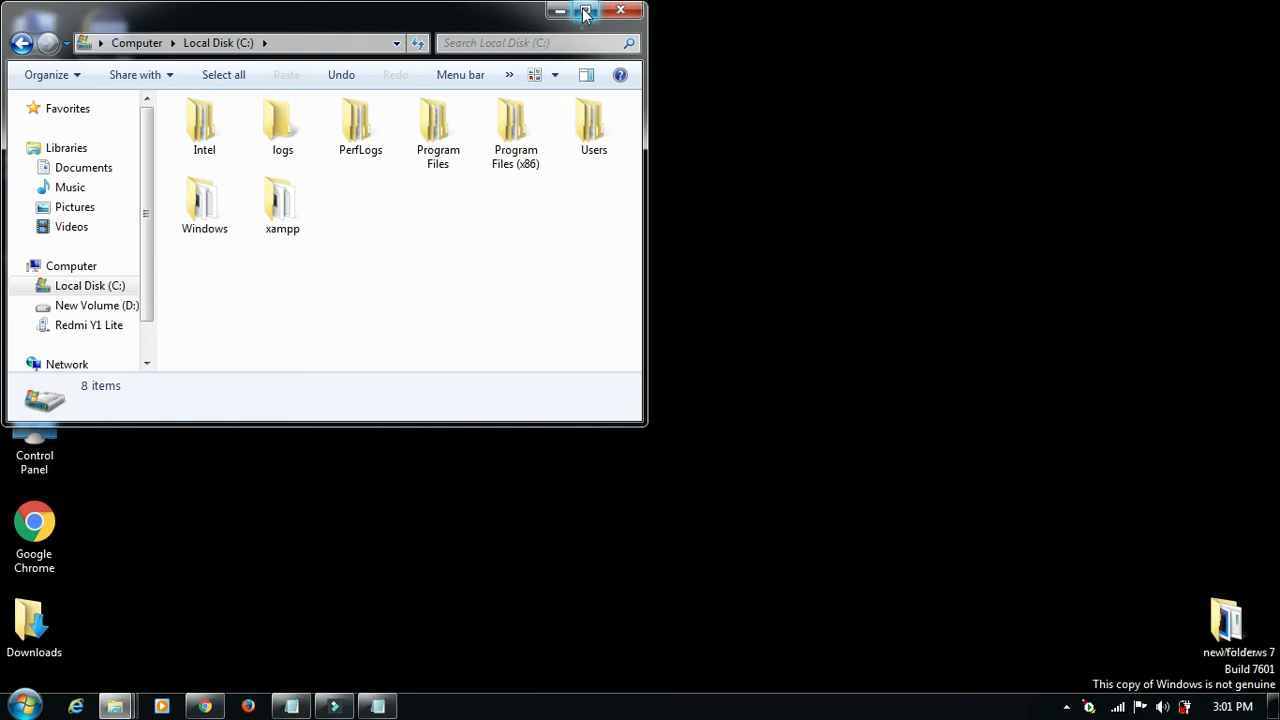 Computer
Local Disk (C:)
Search Local Disk (C:)
Organize
Share with
Select all
Paste
Undo
Redo
Menu bar
»
Favorites
Libraries
Documents
Music
Pictures
Videos
Computer
Local Disk (C:)
New Volume (D:)
Redmi Y1 Lite
Network
Intel
logs
PerfLogs
Program
Files
Program
Files (x86)
Users
Windows
xampp
8 items
Control
Panel
Google
Chrome
Downloads
7
Build 7601
This copy of Windows is not genuine
3:01 PM